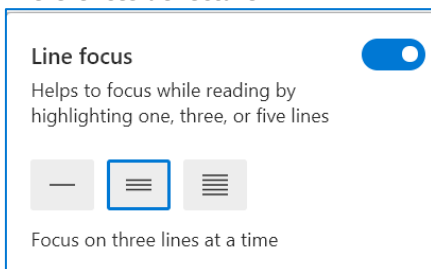 Line focus
Helps to focus while reading by
highlighting one, three, or five lines
Focus on three lines at a time